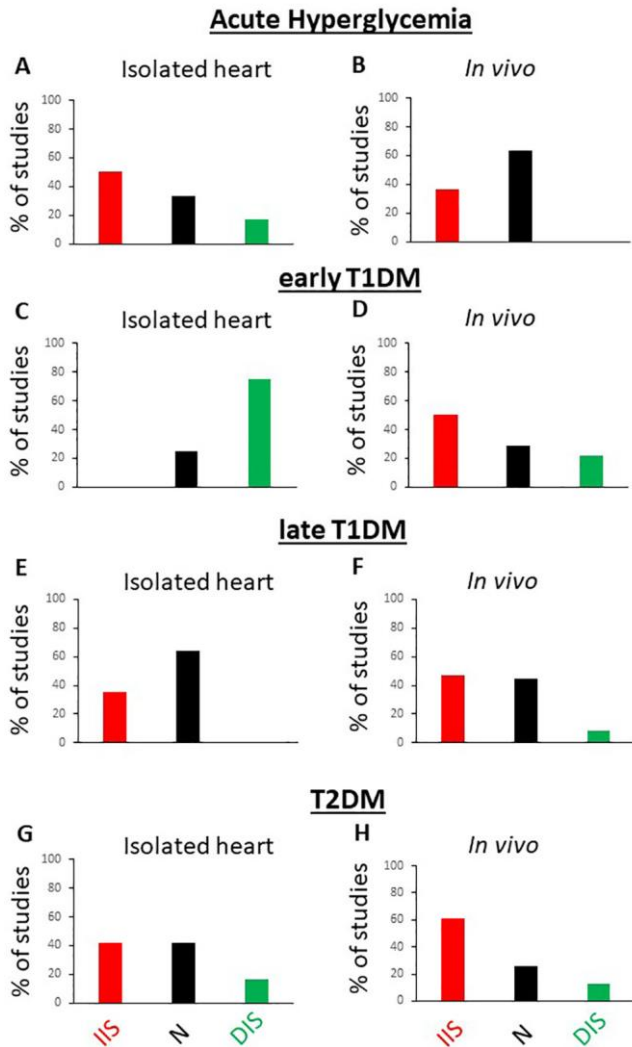 Acute Hyperglycemia
A
Isolated heart
% of studies
100
80
60
40
20
0
B
In vivo
% of studies
100
80
60
40
20
0
early T1DM
C
Isolated heart
% of studies
100
80
60
40
20
0
D
In vivo
% of studies
100
80
60
40
20
0
late T1DM
E
Isolated heart
% of studies
100
80
60
40
20
0
F
In vivo
% of studies
100
80
60
40
20
0
T2DM
G
Isolated heart
% of studies
100
80
60
40
20
0
IIS
N
DIS
H
In vivo
% of studies
100
80
60
40
20
0
IIS
N
DIS